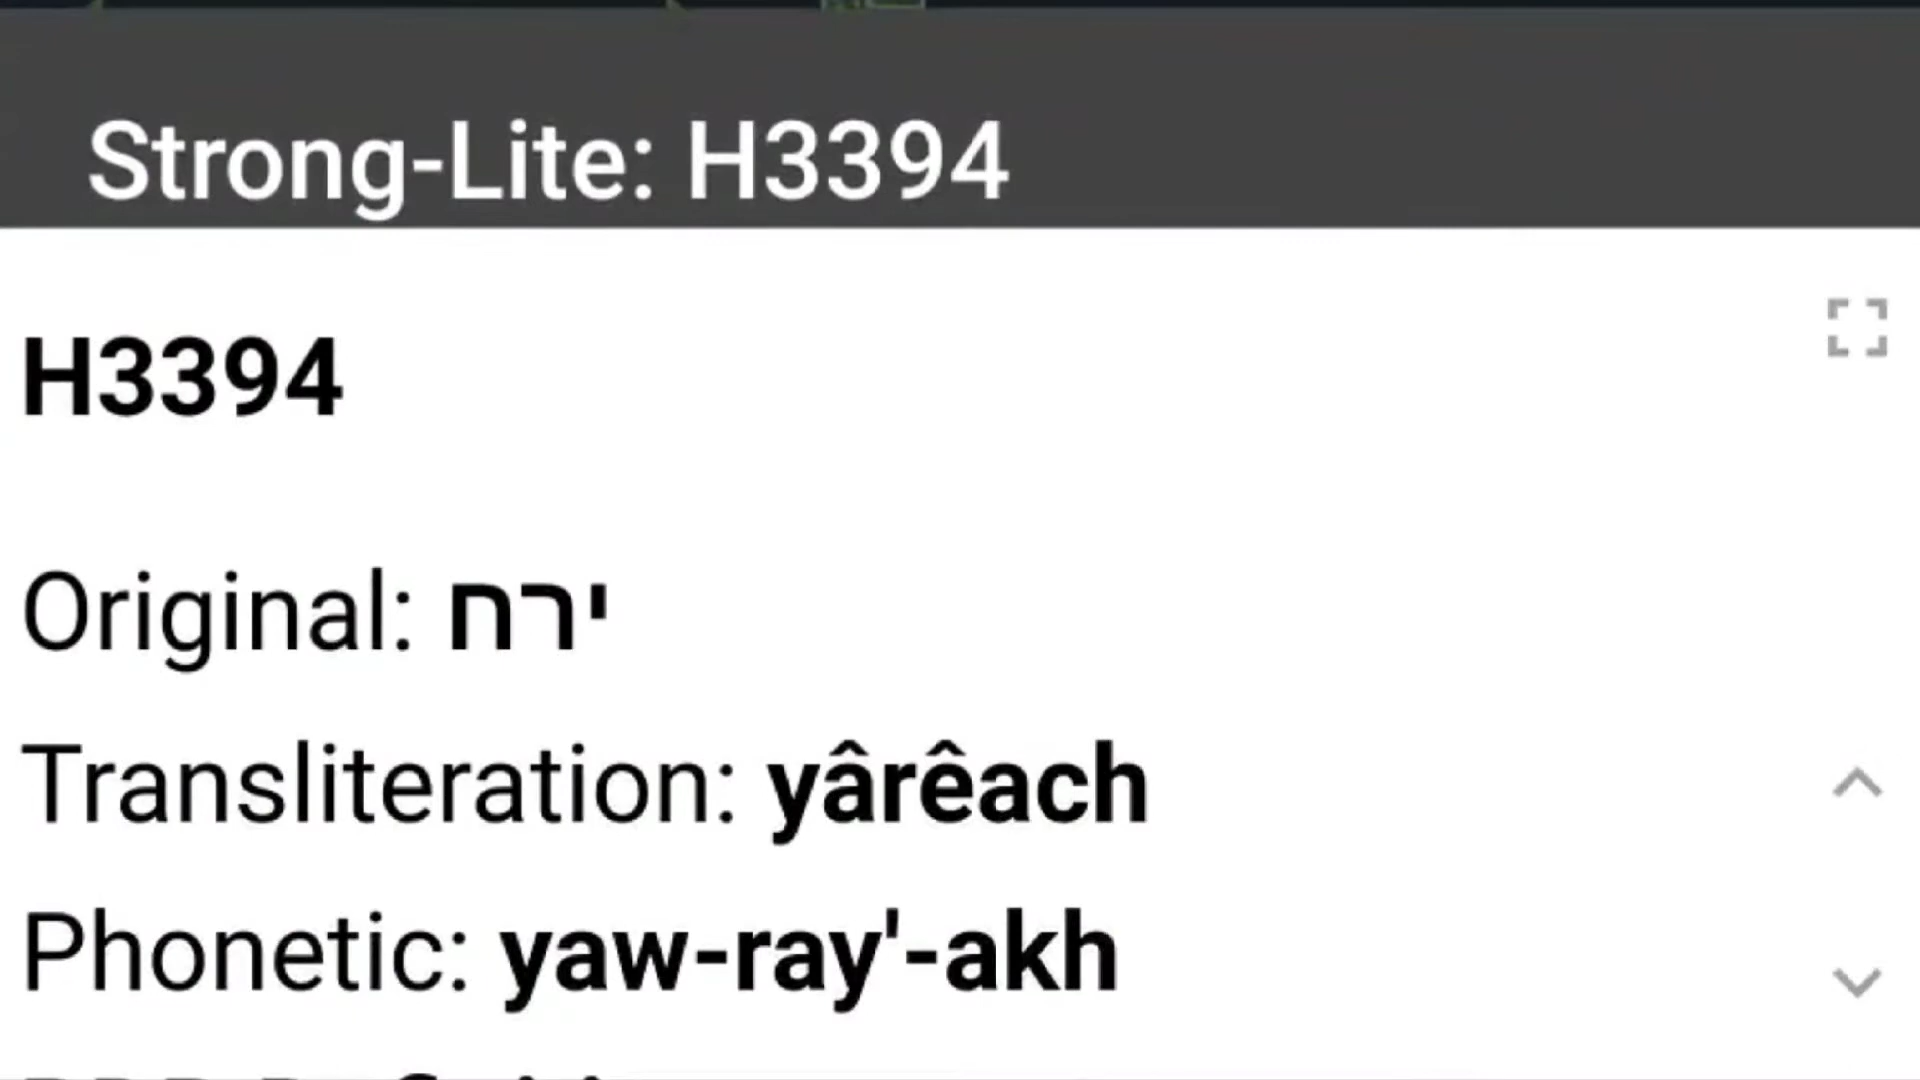 Strong-Lite: H3394
H3394
Original: ירח
Transliteration: yârêach
Phonetic: yaw-ray'-akh